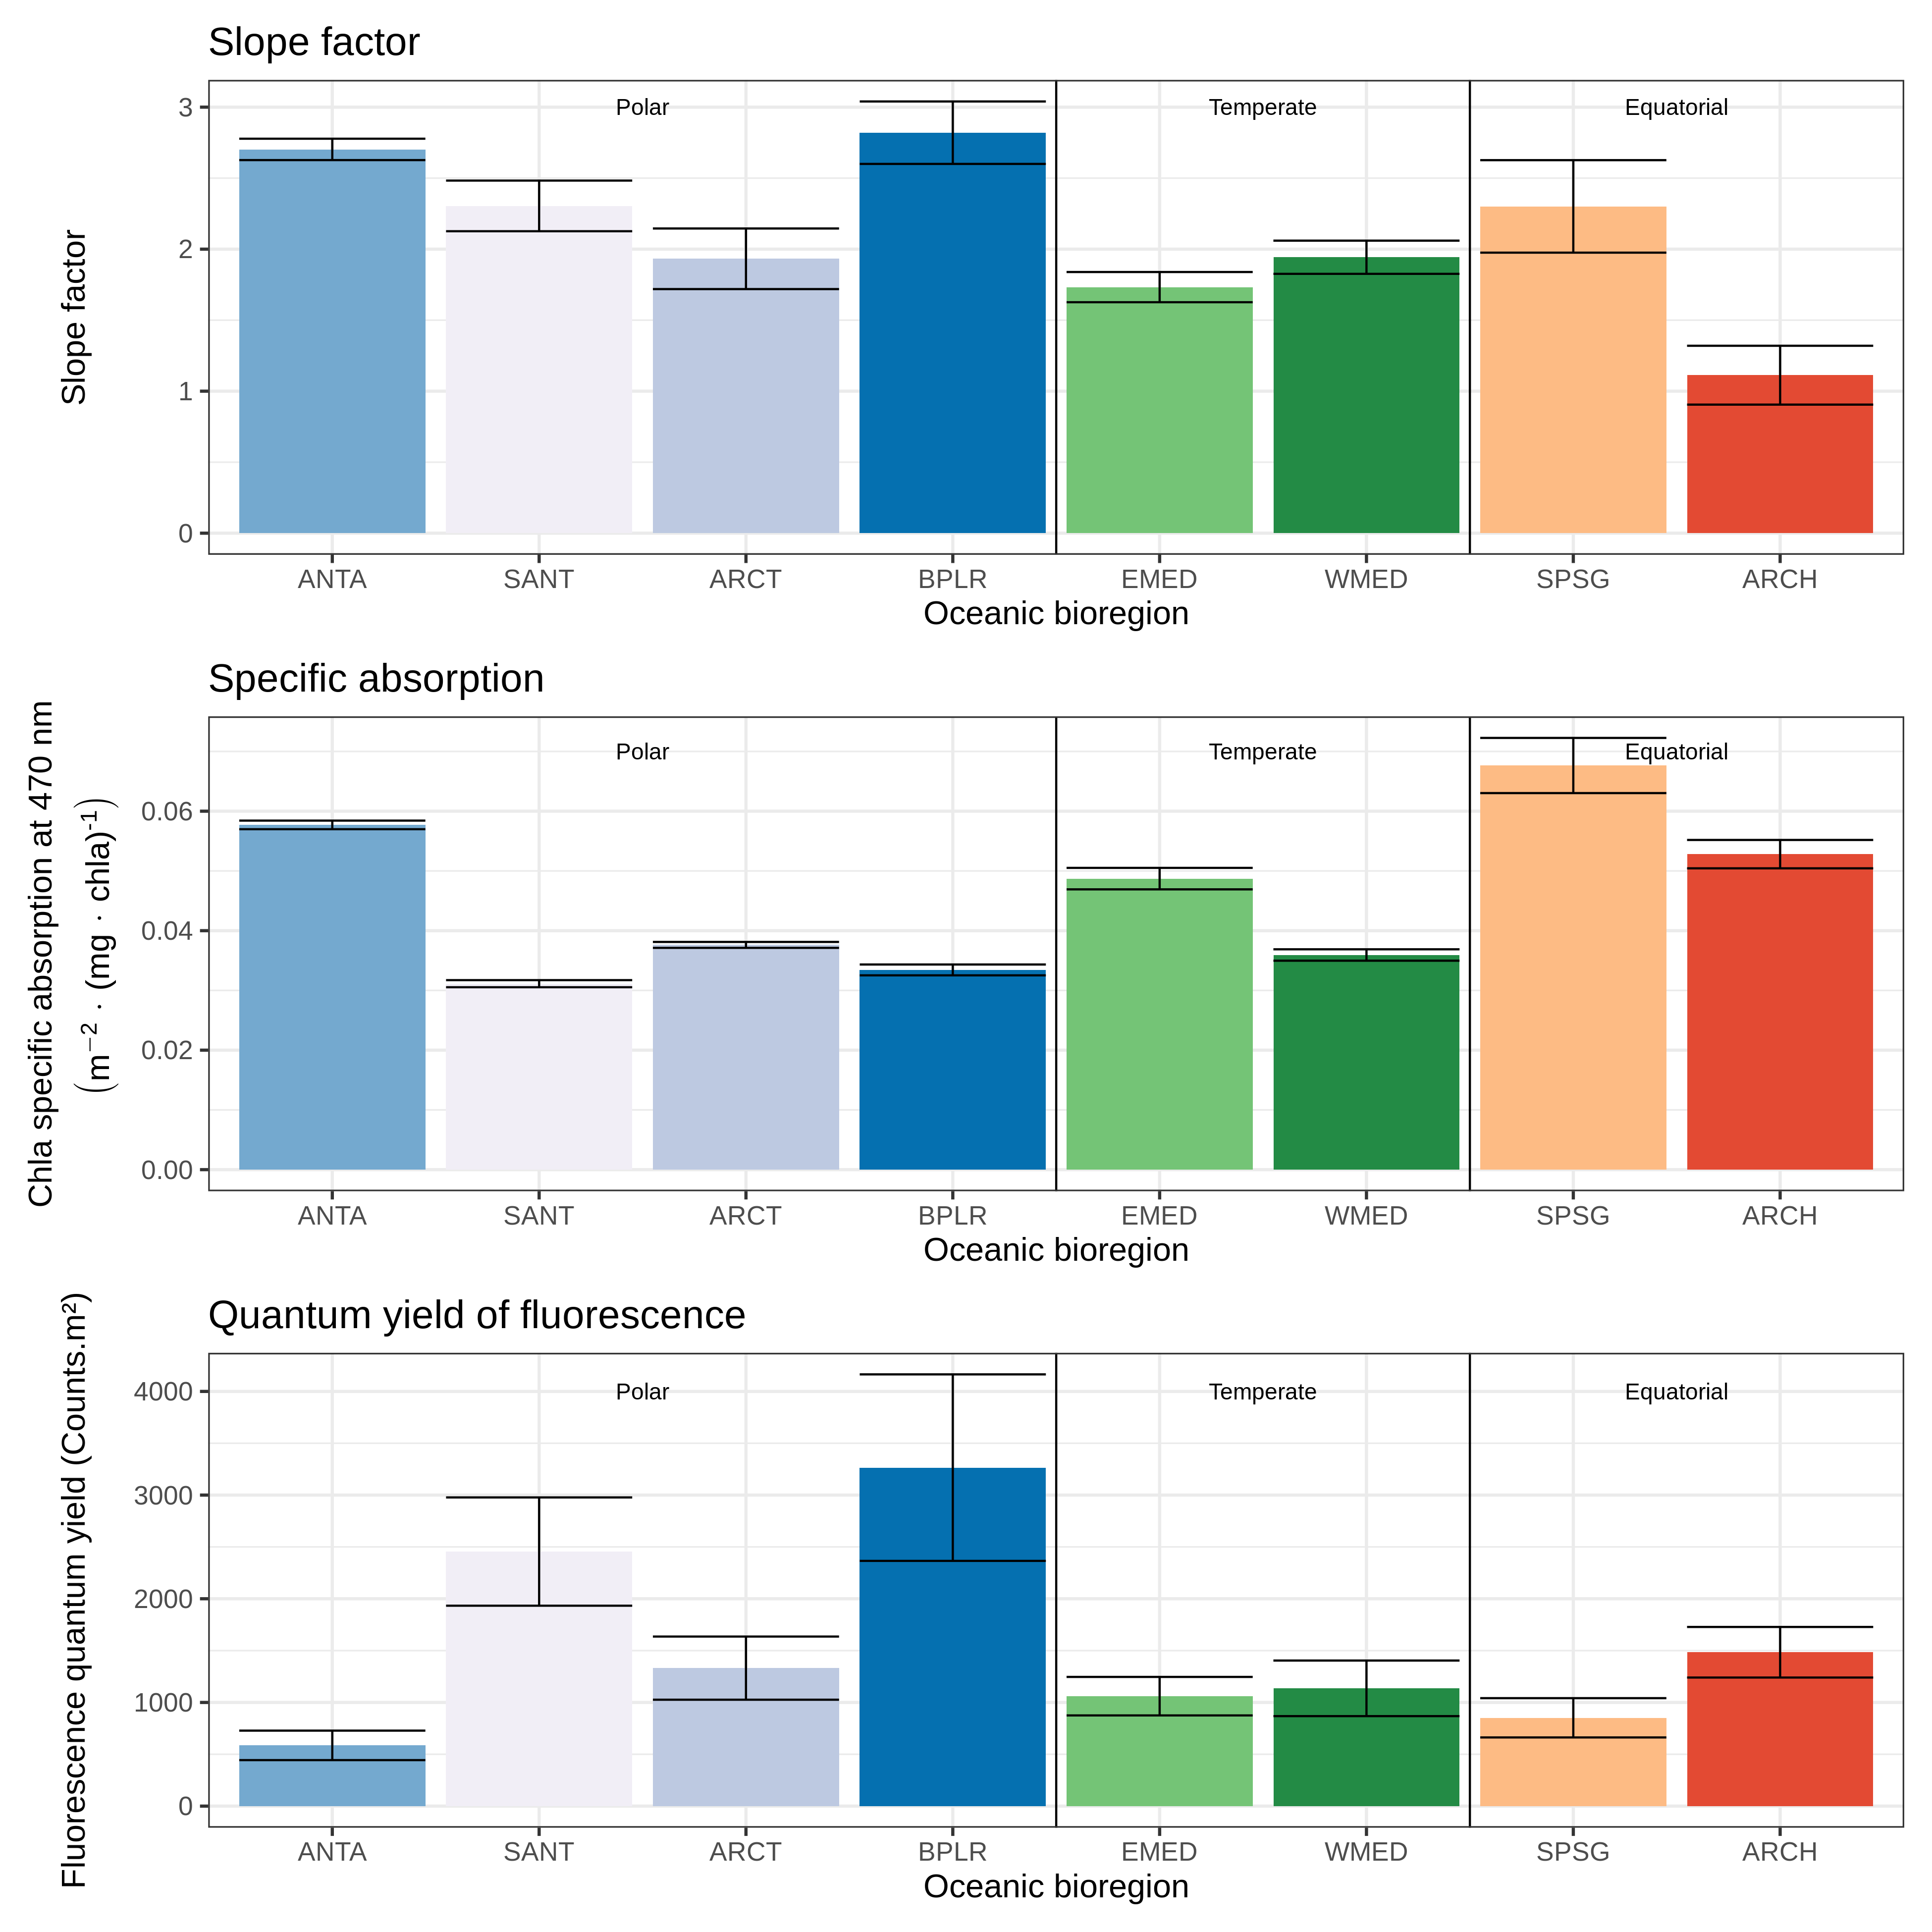 Slope factor
Slope factor
3
2
1
0
Polar
Temperate
Equatorial
ANTA SANT ARCT BPLR EMED WMED SPSG ARCH
Oceanic bioregion
Specific absorption
Chla specific absorption at 470 nm
(m⁻² · (mg · chla)⁻¹)
0.06
0.04
0.02
0.00
Polar
Temperate
Equatorial
ANTA SANT ARCT BPLR EMED WMED SPSG ARCH
Oceanic bioregion
Quantum yield of fluorescence
Fluorescence quantum yield (Counts.m²)
4000
3000
2000
1000
0
Polar
Temperate
Equatorial
ANTA SANT ARCT BPLR EMED WMED SPSG ARCH
Oceanic bioregion